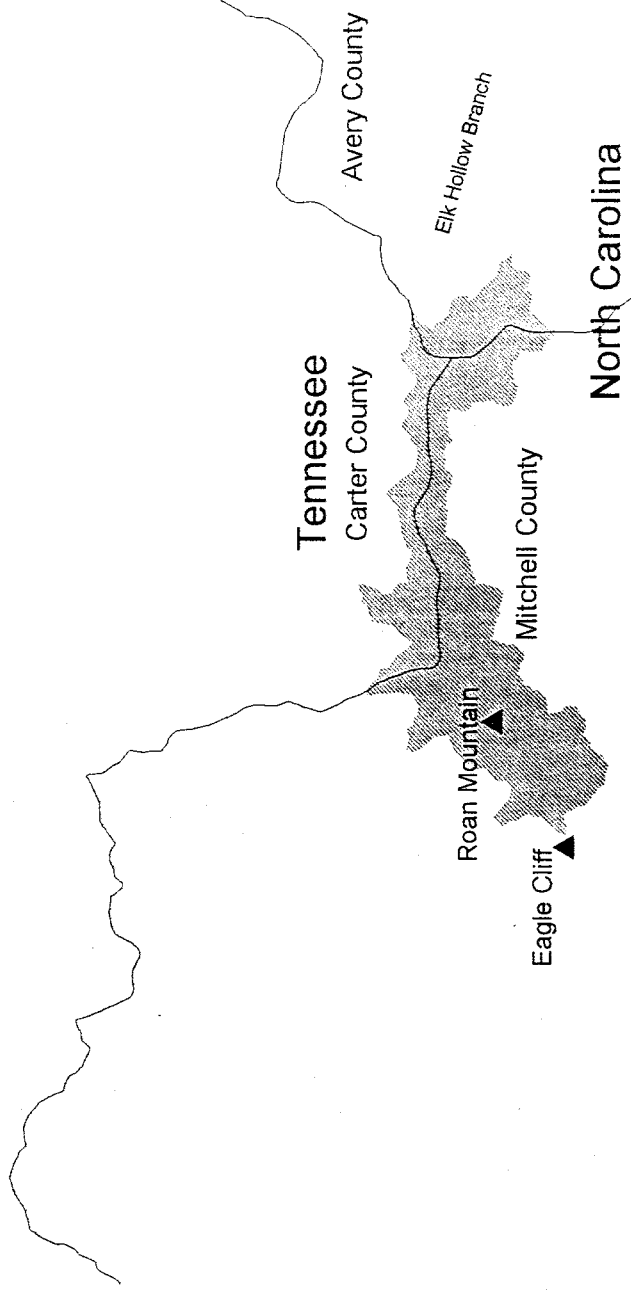 Tennessee
Carter County
Avery County
Elk Hollow Branch
Roan Mountain
Mitchell County
Eagle Cliff
North Carolina